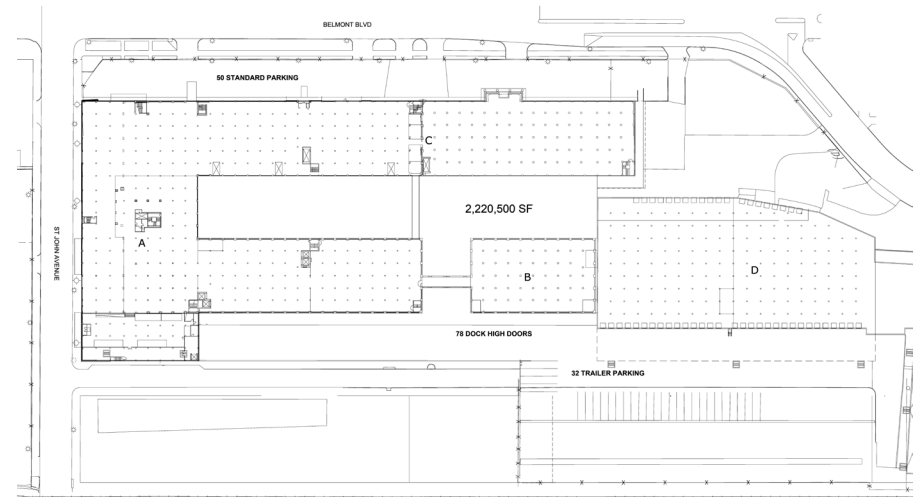 BELMONT BLVD
50 STANDARD PARKING
C
2,220,500 SF
ST JOHN AVENUE
A
B
D
78 DOCK HIGH DOORS
32 TRAILER PARKING